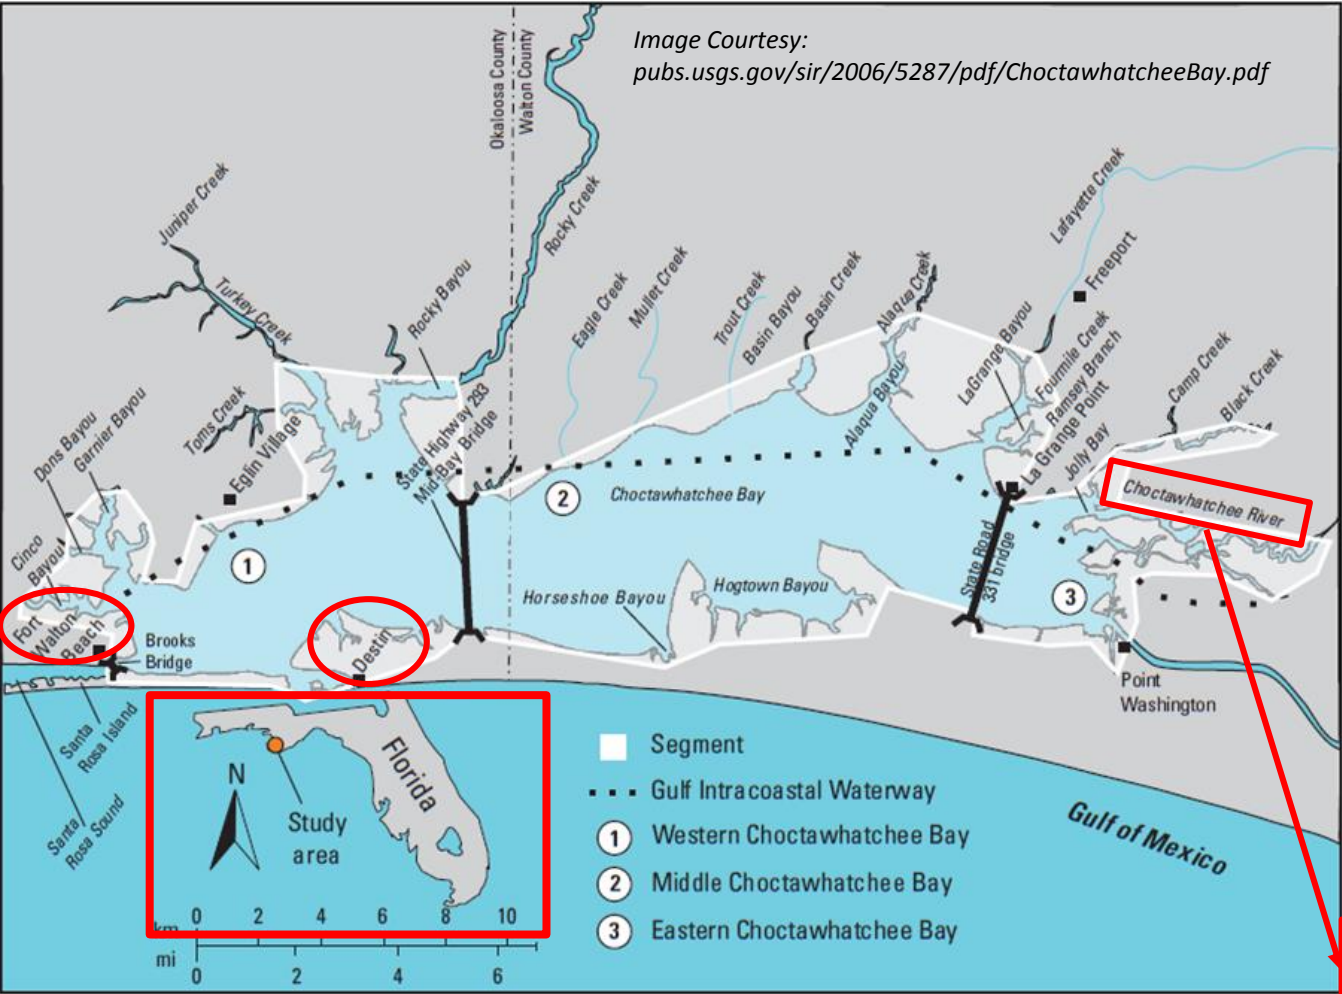 Image Courtesy:
pubs.usgs.gov/sir/2006/5287/pdf/ChoctawhatcheeBay.pdf
Okaloosa County
Walton County
Juniper Creek
Turkey Creek
Rocky Bayou
Rocky Creek
Eagle Creek
Mullet Creek
Trout Creek
Basin Bayou
Basin Creek
Alaqua Creek
Lafayette Creek
Freeport
LaGrange Bayou
Fourmile Creek
Ramsey Branch
La Grange Point
Jolly Bay
Camp Creek
Black Creek
Alaqua Bayou
Dons Bayou
Garnier Bayou
Toms Creek
Eglin Village
State Highway 293
Mid-Bay Bridge
Cinco
Bayou
1
2
Choctawhatchee Bay
Choctawhatchee River
State Road
331 bridge
3
Horseshoe Bayou
Hogtown Bayou
Fort
Walton
Beach
Brooks
Bridge
Destin
Point
Washington
Santa
Rosa Island
Santa
Rosa Sound
Florida
N
Study
area
0 2 4 6 8 10
km
mi
0 2 4 6
Segment
Gulf Intracoastal Waterway
1 Western Choctawhatchee Bay
2 Middle Choctawhatchee Bay
3 Eastern Choctawhatchee Bay
Gulf of Mexico